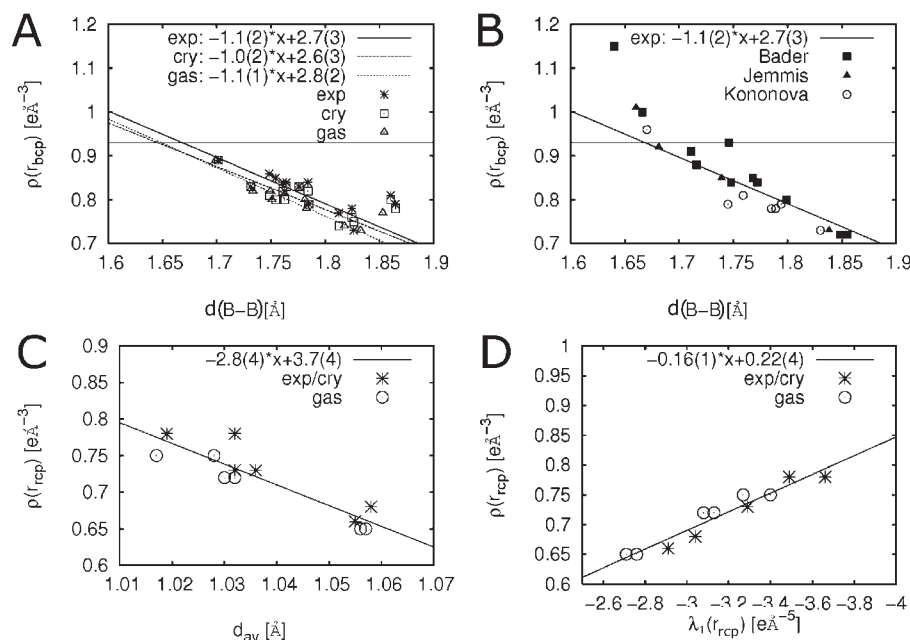 A
exp: −1.1(2)*x+2.7(3)
cry: −1.0(2)*x+2.6(3)
gas: −1.1(1)*x+2.8(2)
exp
cry
gas
1.2
1.1
1
0.9
0.8
0.7
1.6 1.65 1.7 1.75 1.8 1.85 1.9
ρ(r_bcp) [eÅ⁻³]
d(B−B)[Å]
B
exp: −1.1(2)*x+2.7(3)
Bader
Jemmis
Kononova
1.2
1.1
1
0.9
0.8
0.7
1.6 1.65 1.7 1.75 1.8 1.85 1.9
ρ(r_bcp) [eÅ⁻³]
d(B−B)[Å]
C
−2.8(4)*x+3.7(4)
exp/cry
gas
0.9
0.85
0.8
0.75
0.7
0.65
0.6
1.01 1.02 1.03 1.04 1.05 1.06 1.07
ρ(r_rcp) [eÅ⁻³]
d_av [Å]
D
−0.16(1)*x+0.22(4)
exp/cry
gas
1
0.95
0.9
0.85
0.8
0.75
0.7
0.65
0.6
−2.6 −2.8 −3 −3.2 −3.4 −3.6 −3.8 −4
ρ(r_rcp) [eÅ⁻³]
λ₁(r_rcp) [eÅ⁻⁵]